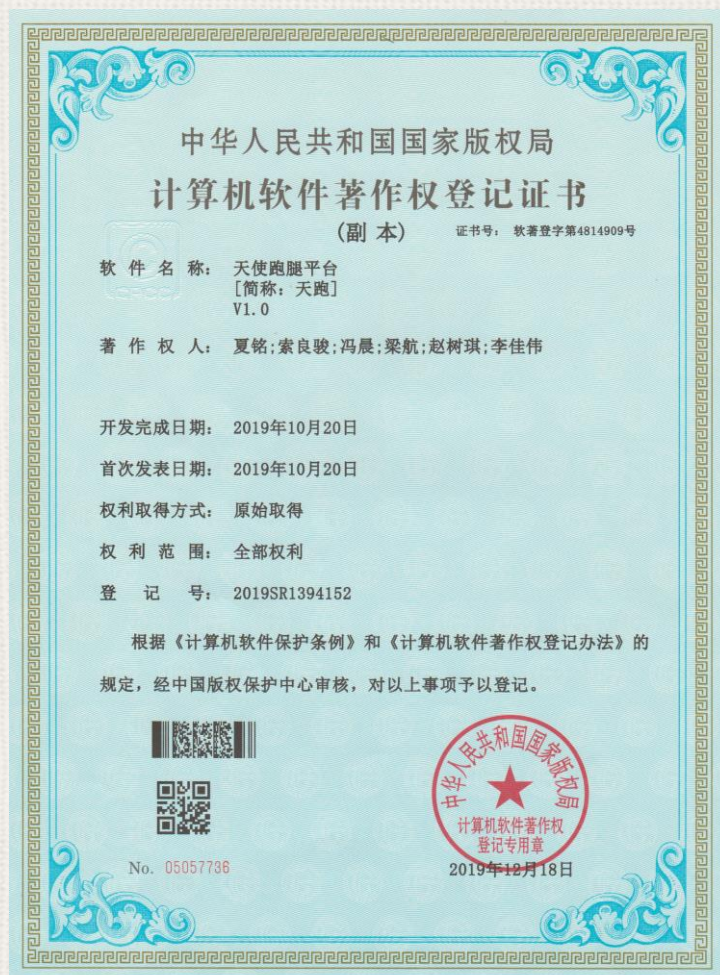 中华人民共和国国家版权局
计算机软件著作权登记证书
(副 本)
证书号: 软著登字第4814909号
软件名称: 天使跑腿平台
[简称:天跑]
V1.0
著作权人: 夏铭;索良骏;冯晨;梁航;赵树琪;李佳伟
开发完成日期: 2019年10月20日
首次发表日期: 2019年10月20日
权利取得方式: 原始取得
权利范围: 全部权利
登记号: 2019SR1394152
根据《计算机软件保护条例》和《计算机软件著作权登记办法》的
规定,经中国版权保护中心审核,对以上事项予以登记。
中华人民共和国国家版权局
计算机软件著作权
登记专用章
No. 05057736
2019年12月18日